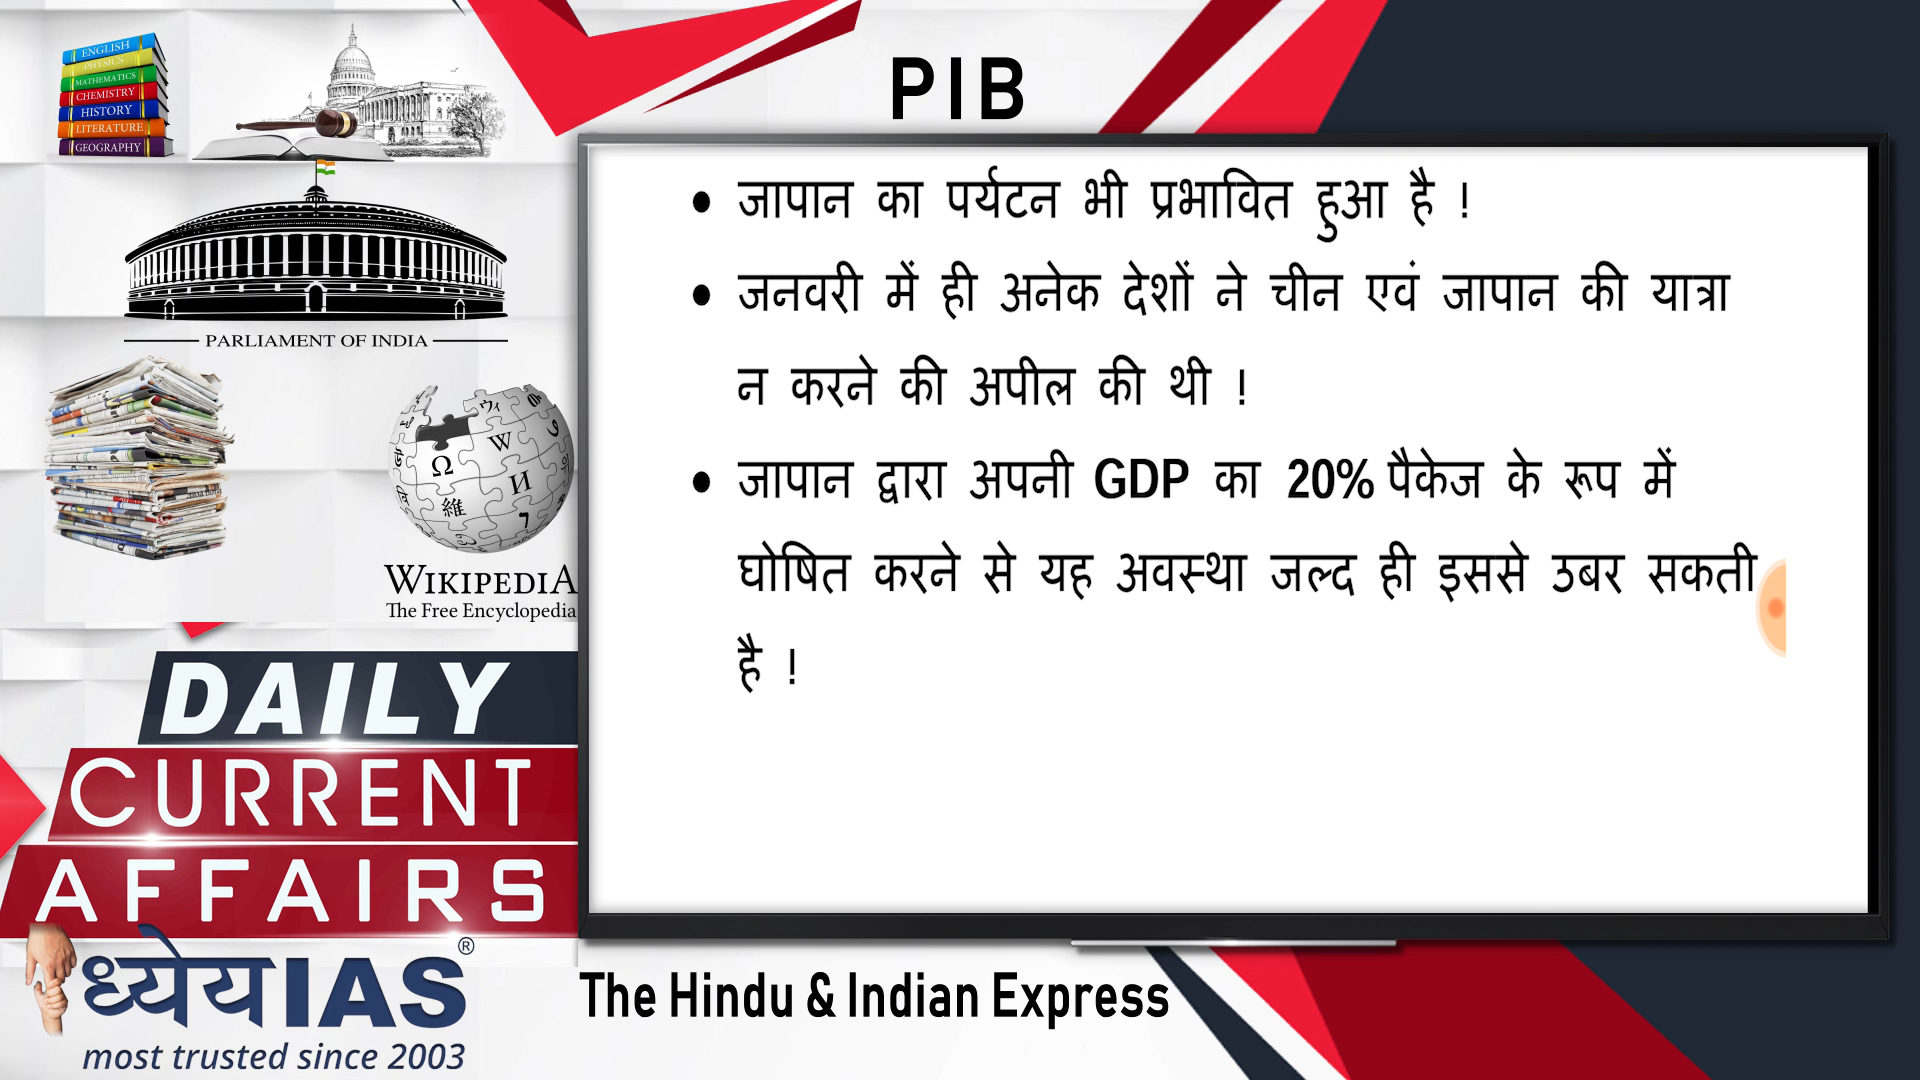 ENGLISH
PHYSICS
MATHEMATICS
CHEMISTRY
HISTORY
LITERATURE
GEOGRAPHY
PARLIAMENT OF INDIA
Ω
W
И
維
WIKIPEDIA
The Free Encyclopedia
DAILY
CURRENT
AFFAIRS
ध्येय IAS ®
most trusted since 2003
PIB
• जापान का पर्यटन भी प्रभावित हुआ है !
• जनवरी में ही अनेक देशों ने चीन एवं जापान की यात्रा
न करने की अपील की थी !
• जापान द्वारा अपनी GDP का 20% पैकेज के रूप में
घोषित करने से यह अवस्था जल्द ही इससे उबर सकती
है !
The Hindu & Indian Express